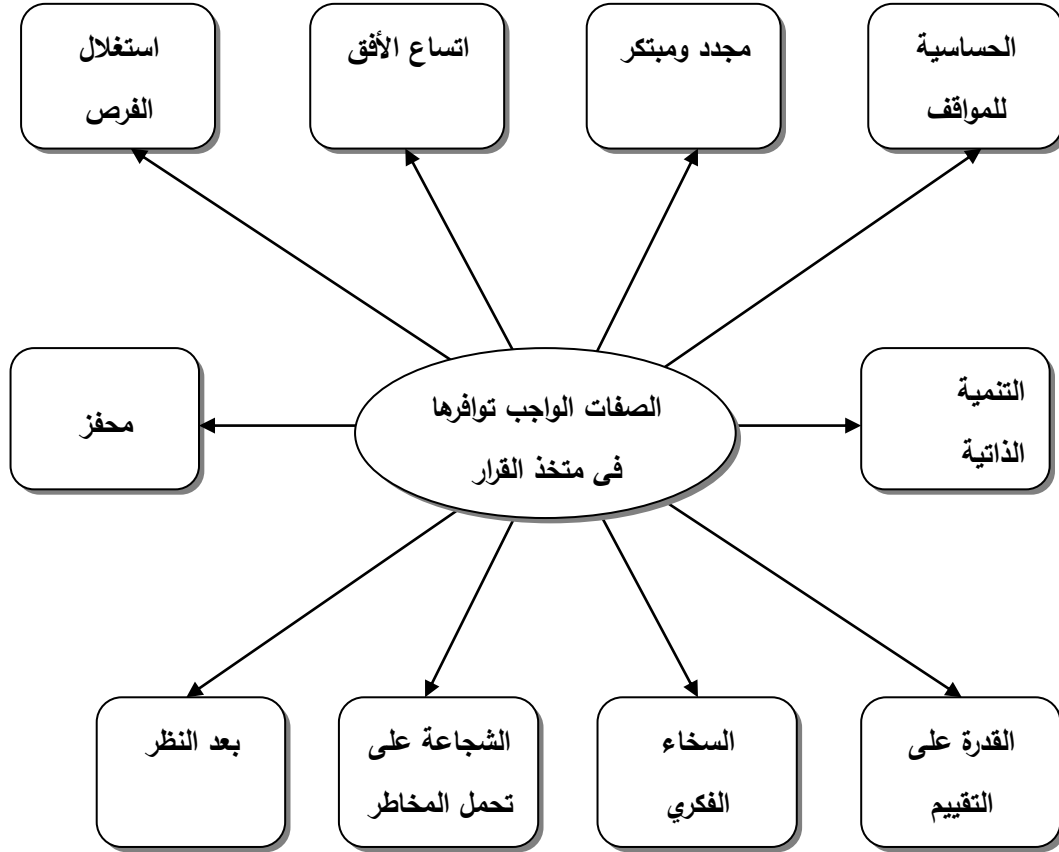 الحساسية
للمواقف
مجدد ومبتكر
اتساع الأفق
استغلال
الفرص
التنمية
الذاتية
الصفات الواجب توافرها
فى متخذ القرار
محفز
القدرة على
التقييم
السخاء
الفكري
الشجاعة على
تحمل المخاطر
بعد النظر